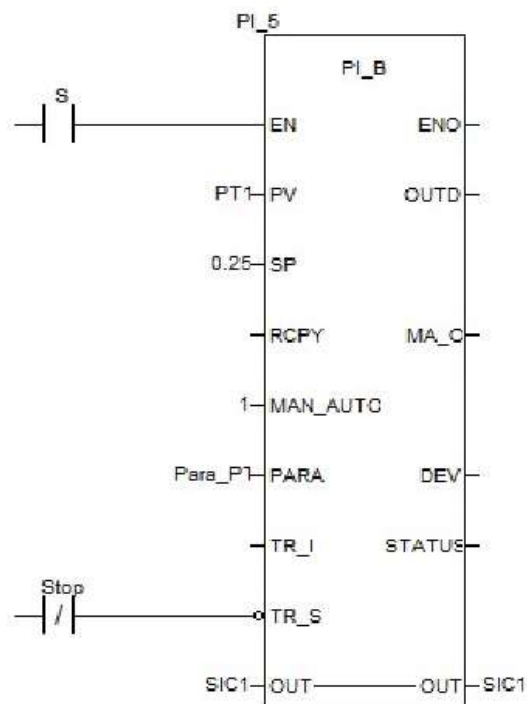 PI_5
PI_B
S
EN ENO
PT1 PV OUTD
0.25 SP
RCPY MA_O
1 MAN_AUTO
Para_PT PARA DEV
TR_I STATUS
Stop
/ TR_S
SIC1 OUT OUT SIC1